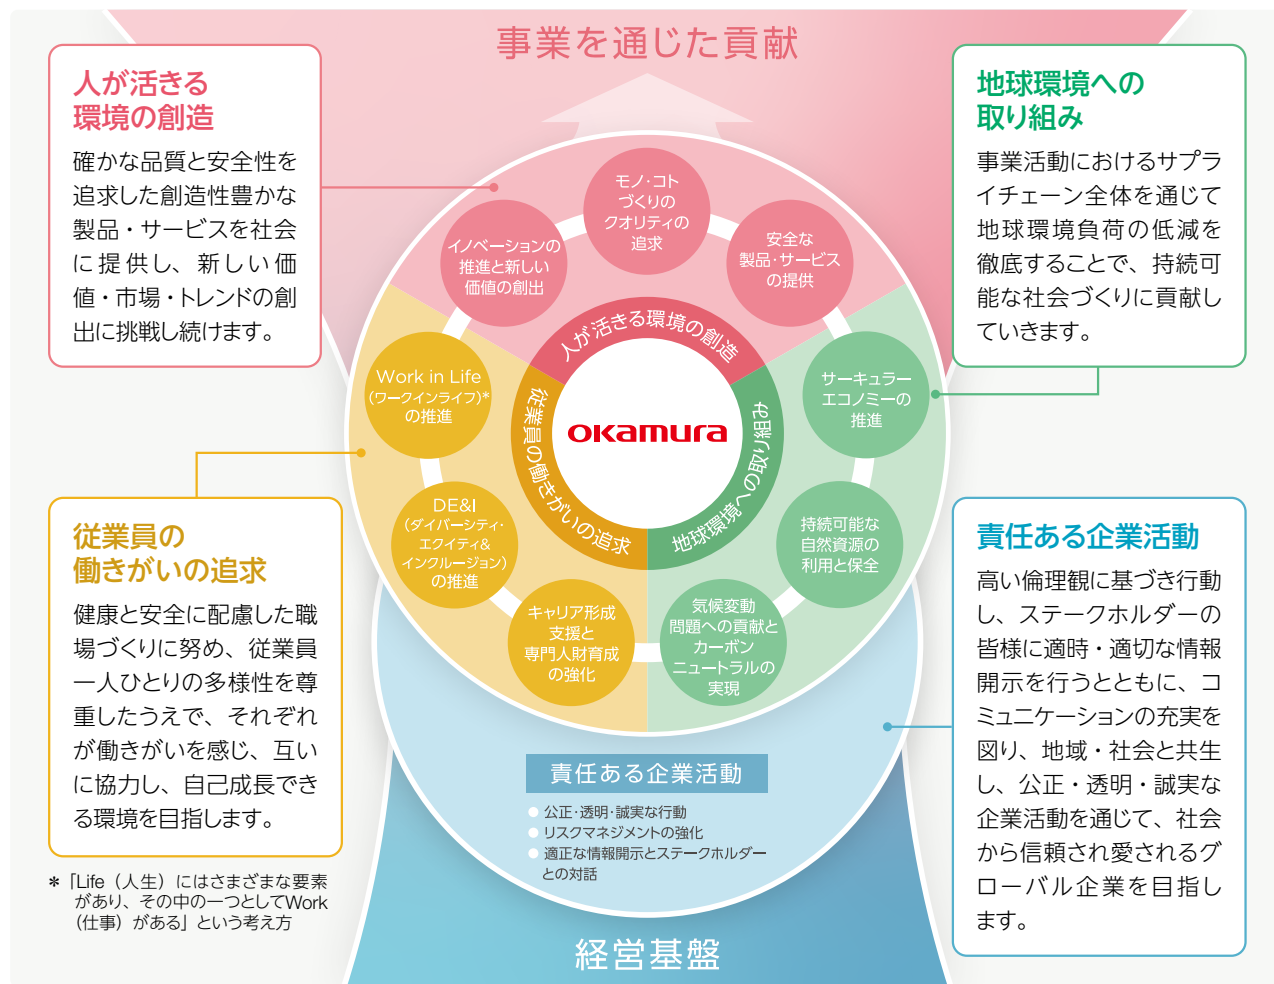 事業を通じた貢献
人が活きる
環境の創造
確かな品質と安全性を
追求した創造性豊かな
製品・サービスを社会
に提供し、新しい価
値・市場・トレンドの創
出に挑戦し続けます。
地球環境への
取り組み
事業活動におけるサプラ
イチェーン全体を通じて
地球環境負荷の低減を
徹底することで、持続可
能な社会づくりに貢献し
ていきます。
モノ・コト
づくりの
クオリティの
追求
イノベーションの
推進と新しい
価値の創出
安全な
製品・サービス
の提供
人が活きる環境の創造
Work in Life
（ワークインライフ）*
の推進
サーキュラー
エコノミーの
推進
okamura
従業員の働きがいの追求
地球環境への取り組み
DE&I
（ダイバーシティ・
エクイティ&
インクルージョン）
の推進
持続可能な
自然資源の
利用と保全
キャリア形成
支援と
専門人財育成
の強化
気候変動
問題への貢献と
カーボン
ニュートラルの
実現
従業員の
働きがいの追求
健康と安全に配慮した職
場づくりに努め、従業員
一人ひとりの多様性を尊
重したうえで、それぞれ
が働きがいを感じ、互い
に協力し、自己成長でき
る環境を目指します。
＊「Life（人生）にはさまざまな要素
があり、その中の一つとしてWork
（仕事）がある」という考え方
責任ある企業活動
高い倫理観に基づき行動
し、ステークホルダーの
皆様に適時・適切な情報
開示を行うとともに、コ
ミュニケーションの充実を
図り、地域・社会と共生
し、公正・透明・誠実な
企業活動を通じて、社会
から信頼され愛されるグ
ローバル企業を目指し
ます。
責任ある企業活動
● 公正・透明・誠実な行動
● リスクマネジメントの強化
● 適正な情報開示とステークホルダー
との対話
経営基盤